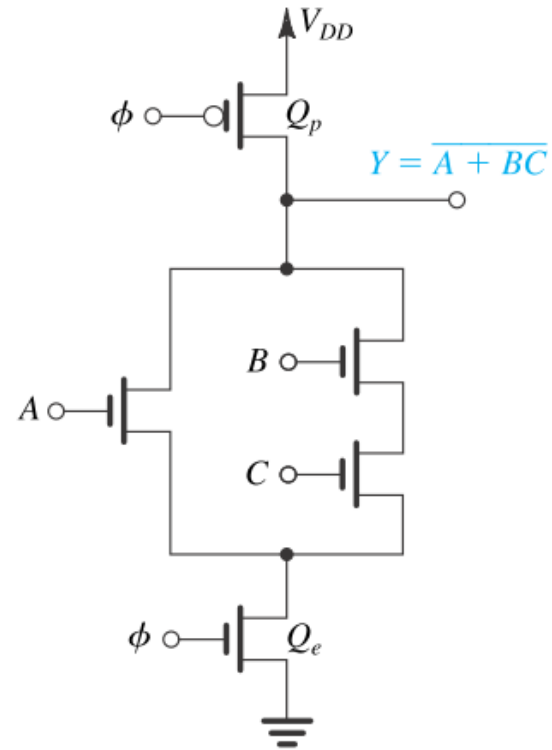 V_DD
ϕ
Q_p
Y = \overline{A + BC}
B
A
C
ϕ
Q_e